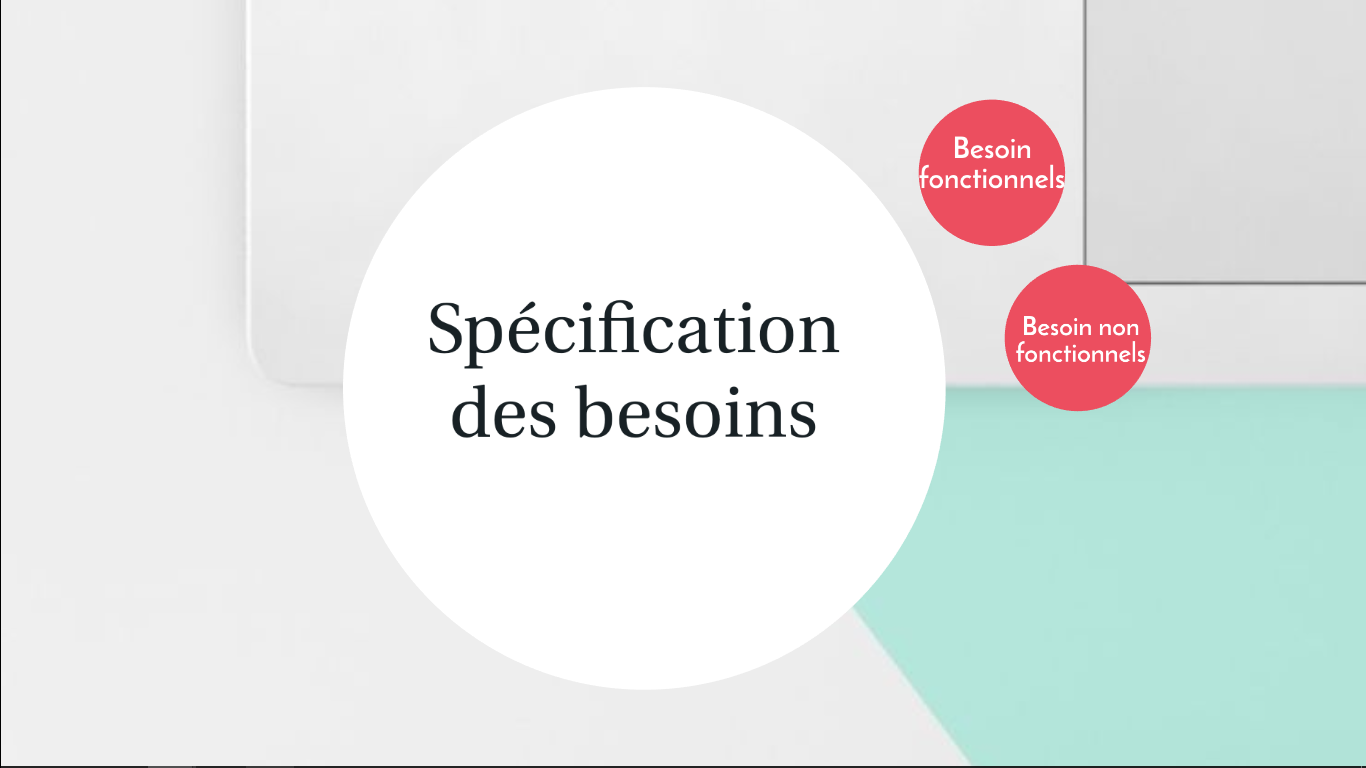 Spécification
des besoins
Besoin
fonctionnels
Besoin non
fonctionnels